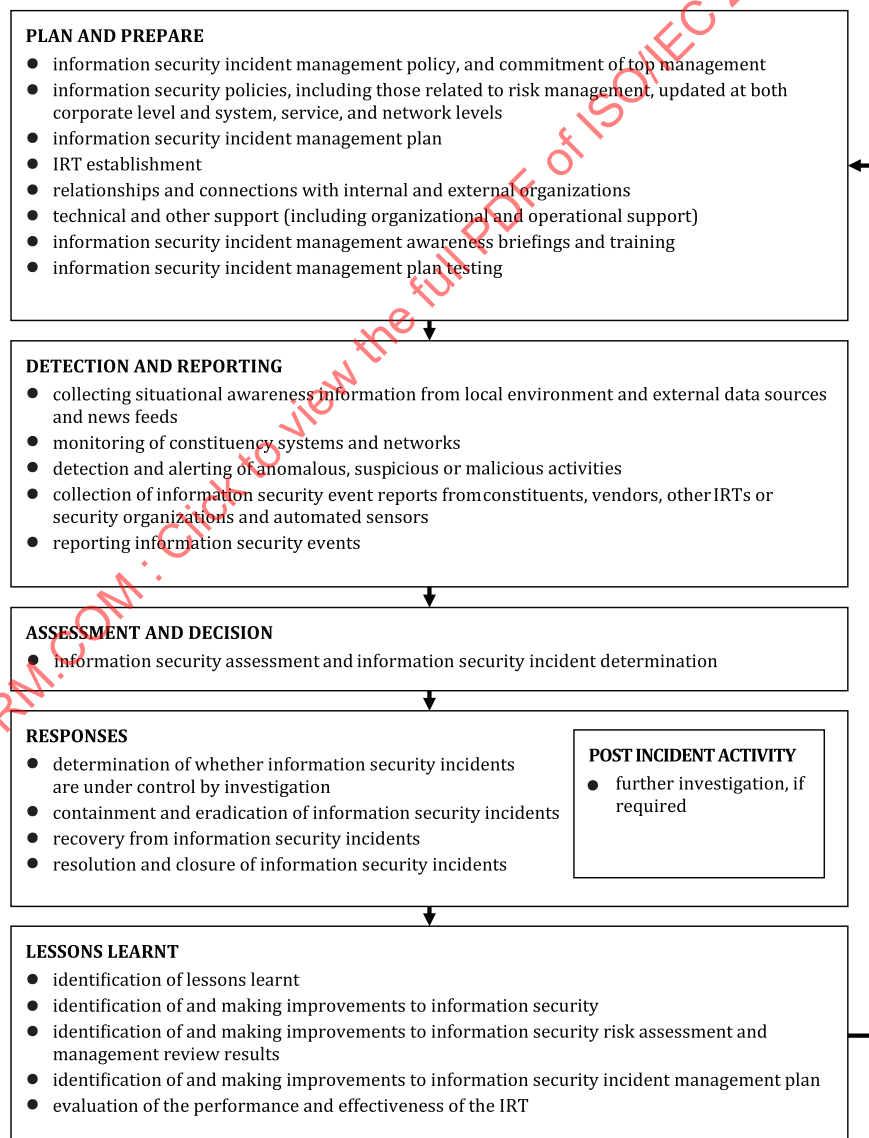 PLAN AND PREPARE
● information security incident management policy, and commitment of top management
● information security policies, including those related to risk management, updated at both
corporate level and system, service, and network levels
● information security incident management plan
● IRT establishment
● relationships and connections with internal and external organizations
● technical and other support (including organizational and operational support)
● information security incident management awareness briefings and training
● information security incident management plan testing
DETECTION AND REPORTING
● collecting situational awareness information from local environment and external data sources
and news feeds
● monitoring of constituency systems and networks
● detection and alerting of anomalous, suspicious or malicious activities
● collection of information security event reports from constituents, vendors, other IRTs or
security organizations and automated sensors
● reporting information security events
ASSESSMENT AND DECISION
● information security assessment and information security incident determination
RESPONSES
● determination of whether information security incidents
are under control by investigation
● containment and eradication of information security incidents
● recovery from information security incidents
● resolution and closure of information security incidents
POST INCIDENT ACTIVITY
● further investigation, if
required
LESSONS LEARNT
● identification of lessons learnt
● identification of and making improvements to information security
● identification of and making improvements to information security risk assessment and
management review results
● identification of and making improvements to information security incident management plan
● evaluation of the performance and effectiveness of the IRT
RM.COM : Click to view the full PDF of ISO/IEC